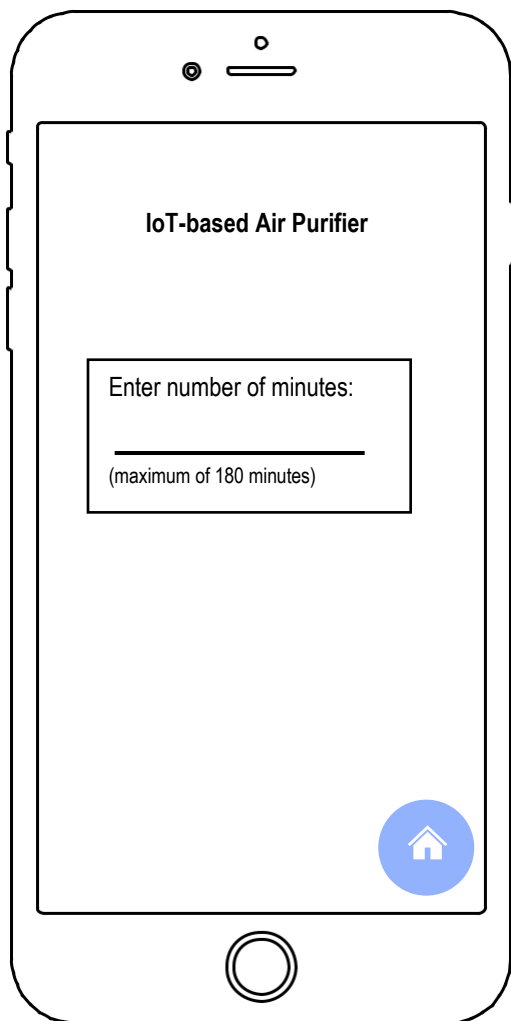 IoT-based Air Purifier
Enter number of minutes:
(maximum of 180 minutes)